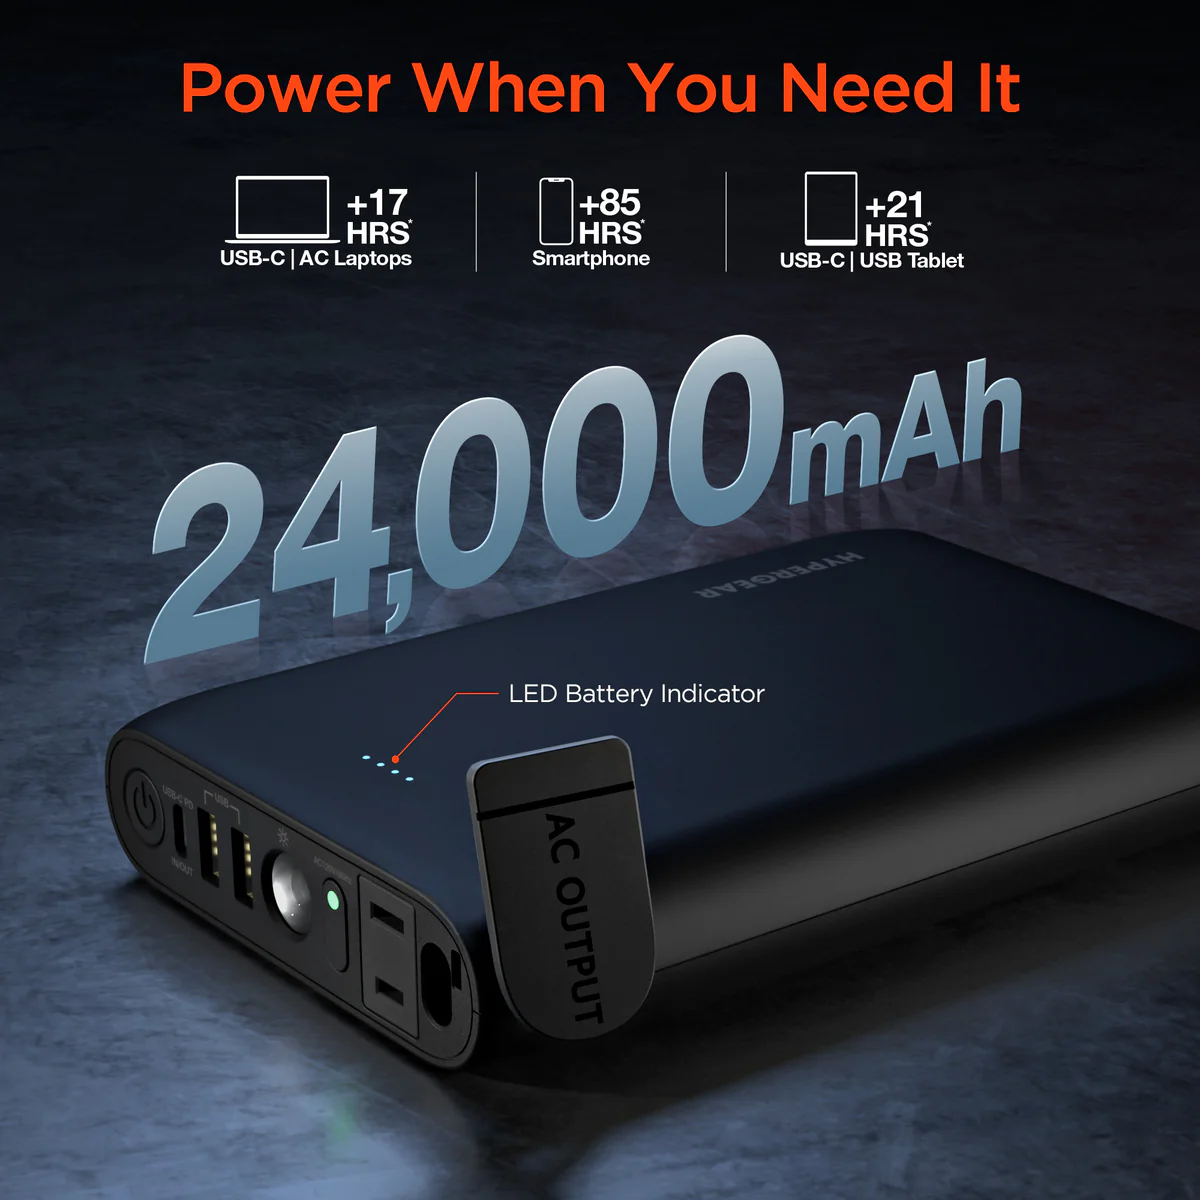 Power When You Need It
+17
HRS*
USB-C | AC Laptops
+85
HRS*
Smartphone
+21
HRS*
USB-C | USB Tablet
24,000mAh
HYPERGEAR
LED Battery Indicator
USB-C PD
USB
IN/OUT
AC OUTPUT